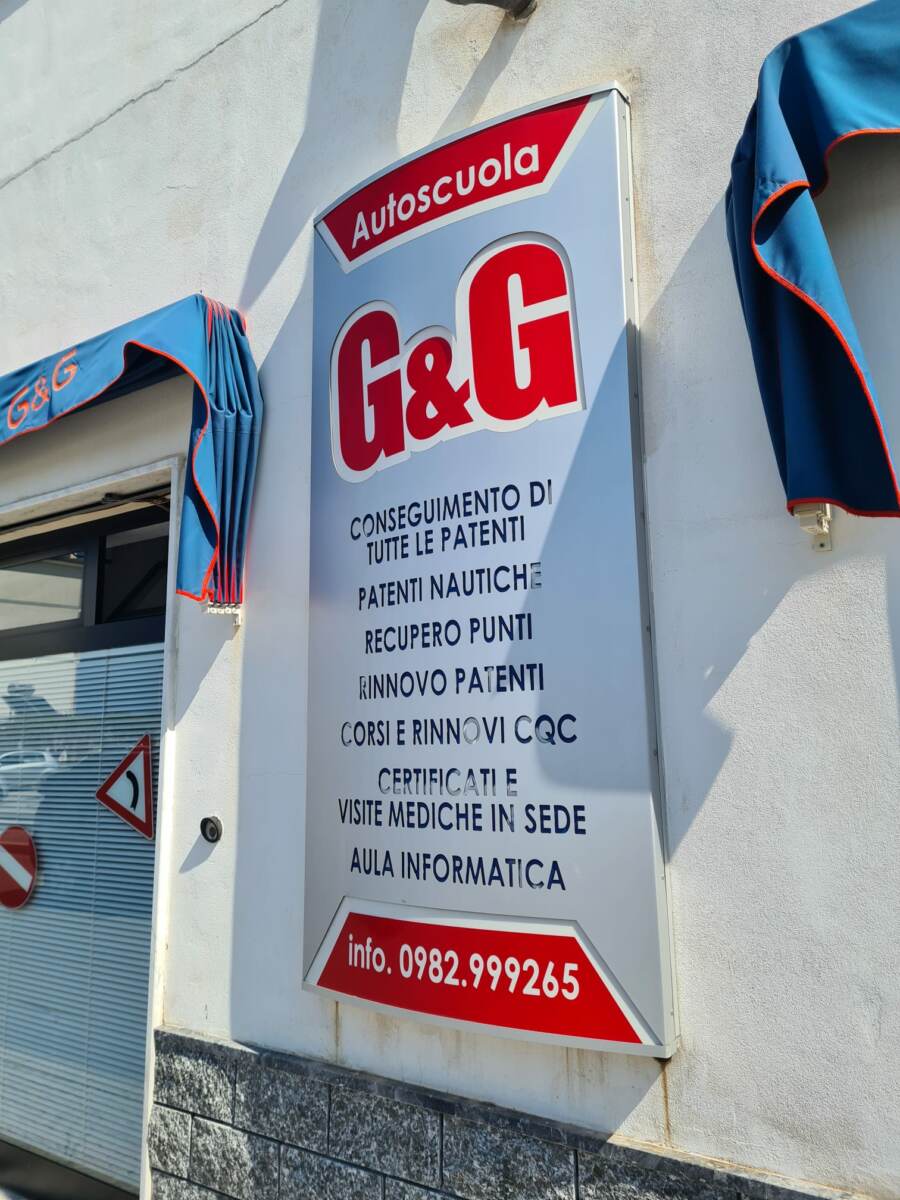 Autoscuola
G&G
G&G
CONSEGUIMENTO DI
TUTTE LE PATENTI
PATENTI NAUTICHE
RECUPERO PUNTI
RINNOVO PATENTI
CORSI E RINNOVI CQC
CERTIFICATI E
VISITE MEDICHE IN SEDE
AULA INFORMATICA
info. 0982.999265